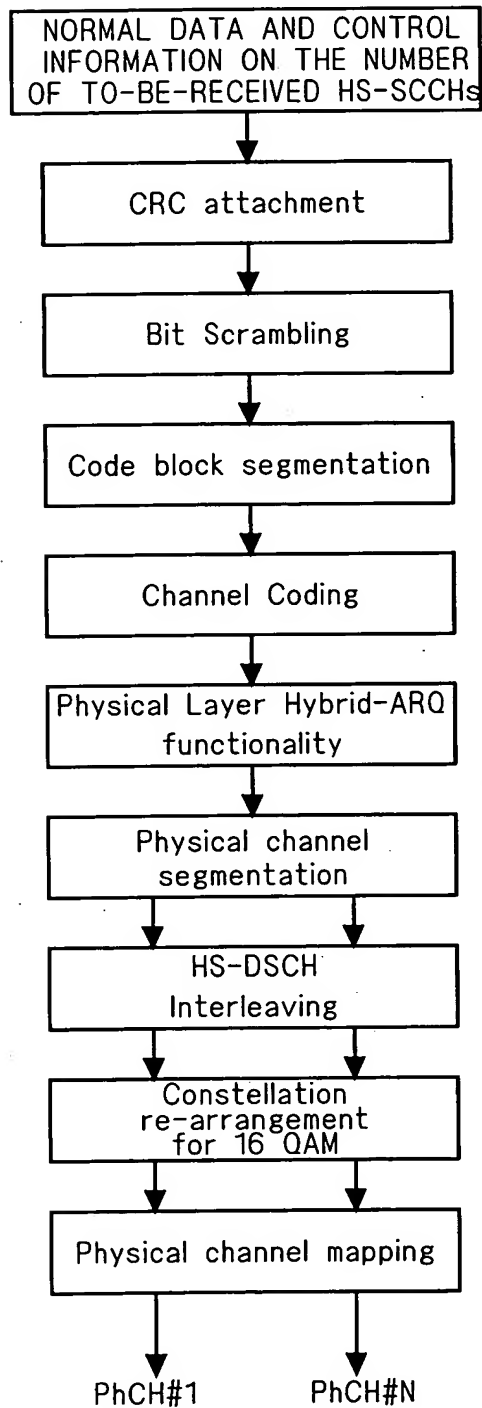 NORMAL DATA AND CONTROL
INFORMATION ON THE NUMBER
OF TO-BE-RECEIVED HS-SCCHs
CRC attachment
Bit Scrambling
Code block segmentation
Channel Coding
Physical Layer Hybrid-ARQ
functionality
Physical channel
segmentation
HS-DSCH
Interleaving
Constellation
re-arrangement
for 16 QAM
Physical channel mapping
PhCH#1
PhCH#N